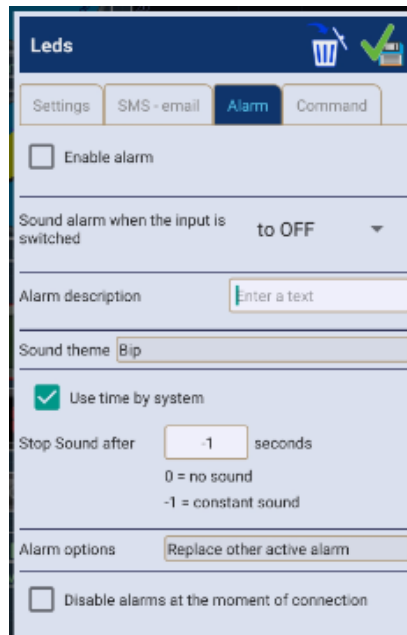 Leds
Settings
SMS - email
Alarm
Command
Enable alarm
Sound alarm when the input is
switched
to OFF
Alarm description
Enter a text
Sound theme
Bip
Use time by system
Stop Sound after
-1
seconds
0 = no sound
-1 = constant sound
Alarm options
Replace other active alarm
Disable alarms at the moment of connection